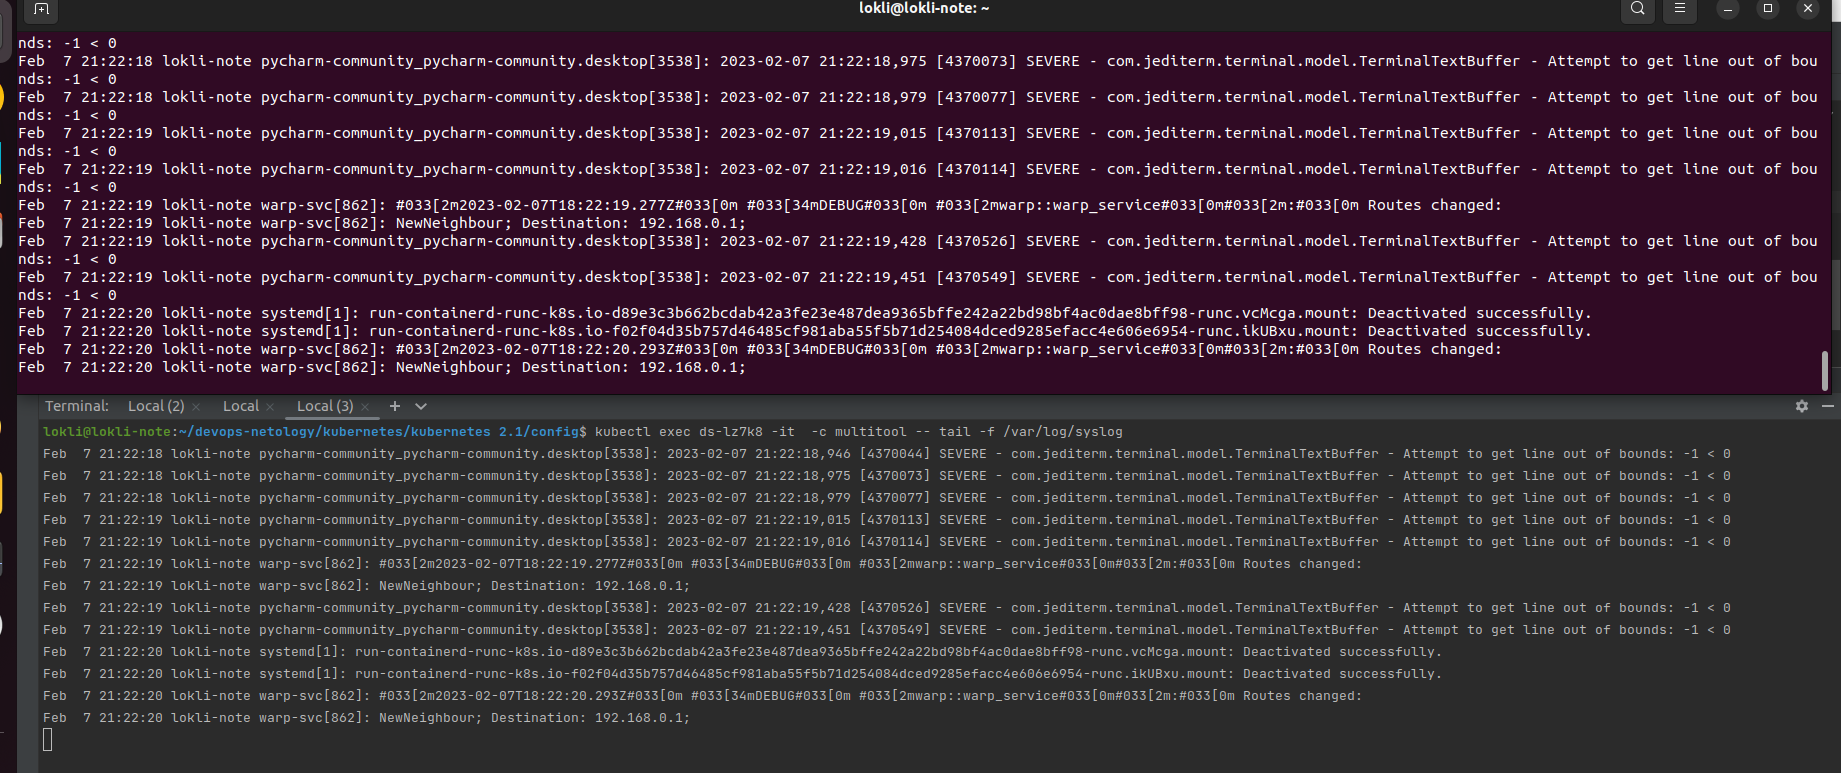 lokli@lokli-note: ~
nds: -1 < 0
Feb  7 21:22:18 lokli-note pycharm-community_pycharm-community.desktop[3538]: 2023-02-07 21:22:18,975 [4370073] SEVERE - com.jediterm.terminal.model.TerminalTextBuffer - Attempt to get line out of bou
nds: -1 < 0
Feb  7 21:22:18 lokli-note pycharm-community_pycharm-community.desktop[3538]: 2023-02-07 21:22:18,979 [4370077] SEVERE - com.jediterm.terminal.model.TerminalTextBuffer - Attempt to get line out of bou
nds: -1 < 0
Feb  7 21:22:19 lokli-note pycharm-community_pycharm-community.desktop[3538]: 2023-02-07 21:22:19,015 [4370113] SEVERE - com.jediterm.terminal.model.TerminalTextBuffer - Attempt to get line out of bou
nds: -1 < 0
Feb  7 21:22:19 lokli-note pycharm-community_pycharm-community.desktop[3538]: 2023-02-07 21:22:19,016 [4370114] SEVERE - com.jediterm.terminal.model.TerminalTextBuffer - Attempt to get line out of bou
nds: -1 < 0
Feb  7 21:22:19 lokli-note warp-svc[862]: #033[2m2023-02-07T18:22:19.277Z#033[0m #033[34mDEBUG#033[0m #033[2mwarp::warp_service#033[0m#033[2m:#033[0m Routes changed:
Feb  7 21:22:19 lokli-note warp-svc[862]: NewNeighbour; Destination: 192.168.0.1;
Feb  7 21:22:19 lokli-note pycharm-community_pycharm-community.desktop[3538]: 2023-02-07 21:22:19,428 [4370526] SEVERE - com.jediterm.terminal.model.TerminalTextBuffer - Attempt to get line out of bou
nds: -1 < 0
Feb  7 21:22:19 lokli-note pycharm-community_pycharm-community.desktop[3538]: 2023-02-07 21:22:19,451 [4370549] SEVERE - com.jediterm.terminal.model.TerminalTextBuffer - Attempt to get line out of bou
nds: -1 < 0
Feb  7 21:22:20 lokli-note systemd[1]: run-containerd-runc-k8s.io-d89e3c3b662bcdab42a3fe23e487dea9365bffe242a22bd98bf4ac0dae8bff98-runc.vcMcga.mount: Deactivated successfully.
Feb  7 21:22:20 lokli-note systemd[1]: run-containerd-runc-k8s.io-f02f04d35b757d46485cf981aba55f5b71d254084dced9285efacc4e606e6954-runc.ikUBxu.mount: Deactivated successfully.
Feb  7 21:22:20 lokli-note warp-svc[862]: #033[2m2023-02-07T18:22:20.293Z#033[0m #033[34mDEBUG#033[0m #033[2mwarp::warp_service#033[0m#033[2m:#033[0m Routes changed:
Feb  7 21:22:20 lokli-note warp-svc[862]: NewNeighbour; Destination: 192.168.0.1;
Terminal: Local (2) Local Local (3)
lokli@lokli-note:~/devops-netology/kubernetes/kubernetes 2.1/config$ kubectl exec ds-lz7k8 -it  -c multitool -- tail -f /var/log/syslog
Feb  7 21:22:18 lokli-note pycharm-community_pycharm-community.desktop[3538]: 2023-02-07 21:22:18,946 [4370044] SEVERE - com.jediterm.terminal.model.TerminalTextBuffer - Attempt to get line out of bounds: -1 < 0
Feb  7 21:22:18 lokli-note pycharm-community_pycharm-community.desktop[3538]: 2023-02-07 21:22:18,975 [4370073] SEVERE - com.jediterm.terminal.model.TerminalTextBuffer - Attempt to get line out of bounds: -1 < 0
Feb  7 21:22:18 lokli-note pycharm-community_pycharm-community.desktop[3538]: 2023-02-07 21:22:18,979 [4370077] SEVERE - com.jediterm.terminal.model.TerminalTextBuffer - Attempt to get line out of bounds: -1 < 0
Feb  7 21:22:19 lokli-note pycharm-community_pycharm-community.desktop[3538]: 2023-02-07 21:22:19,015 [4370113] SEVERE - com.jediterm.terminal.model.TerminalTextBuffer - Attempt to get line out of bounds: -1 < 0
Feb  7 21:22:19 lokli-note pycharm-community_pycharm-community.desktop[3538]: 2023-02-07 21:22:19,016 [4370114] SEVERE - com.jediterm.terminal.model.TerminalTextBuffer - Attempt to get line out of bounds: -1 < 0
Feb  7 21:22:19 lokli-note warp-svc[862]: #033[2m2023-02-07T18:22:19.277Z#033[0m #033[34mDEBUG#033[0m #033[2mwarp::warp_service#033[0m#033[2m:#033[0m Routes changed:
Feb  7 21:22:19 lokli-note warp-svc[862]: NewNeighbour; Destination: 192.168.0.1;
Feb  7 21:22:19 lokli-note pycharm-community_pycharm-community.desktop[3538]: 2023-02-07 21:22:19,428 [4370526] SEVERE - com.jediterm.terminal.model.TerminalTextBuffer - Attempt to get line out of bounds: -1 < 0
Feb  7 21:22:19 lokli-note pycharm-community_pycharm-community.desktop[3538]: 2023-02-07 21:22:19,451 [4370549] SEVERE - com.jediterm.terminal.model.TerminalTextBuffer - Attempt to get line out of bounds: -1 < 0
Feb  7 21:22:20 lokli-note systemd[1]: run-containerd-runc-k8s.io-d89e3c3b662bcdab42a3fe23e487dea9365bffe242a22bd98bf4ac0dae8bff98-runc.vcMcga.mount: Deactivated successfully.
Feb  7 21:22:20 lokli-note systemd[1]: run-containerd-runc-k8s.io-f02f04d35b757d46485cf981aba55f5b71d254084dced9285efacc4e606e6954-runc.ikUBxu.mount: Deactivated successfully.
Feb  7 21:22:20 lokli-note warp-svc[862]: #033[2m2023-02-07T18:22:20.293Z#033[0m #033[34mDEBUG#033[0m #033[2mwarp::warp_service#033[0m#033[2m:#033[0m Routes changed:
Feb  7 21:22:20 lokli-note warp-svc[862]: NewNeighbour; Destination: 192.168.0.1;